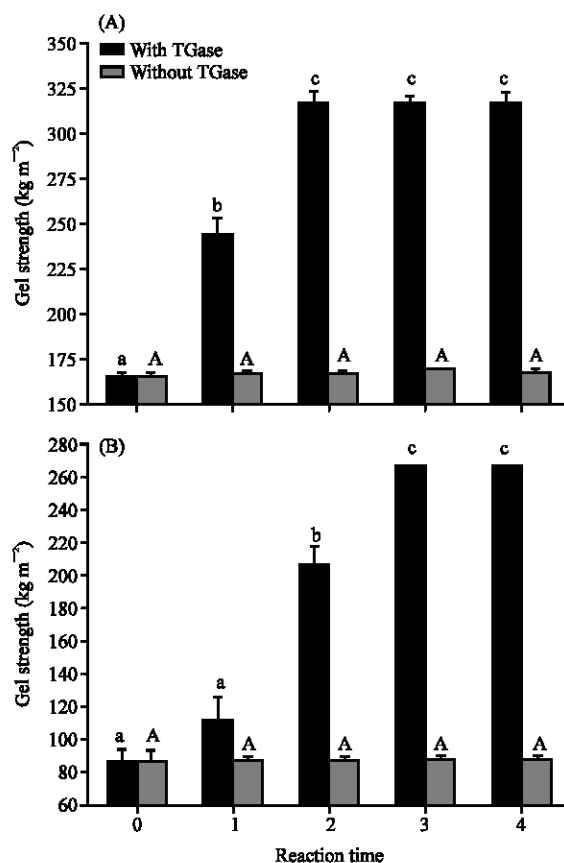 (A)
350
325
305
275
250
225
200
175
150
Gel strength (kg m⁻²)
With TGase
Without TGase
a A
b A
c A
c A
c A
(B)
280
260
240
220
200
180
160
140
120
100
80
60
Gel strength (kg m⁻²)
a A
a A
b A
c A
c A
0 1 2 3 4
Reaction time